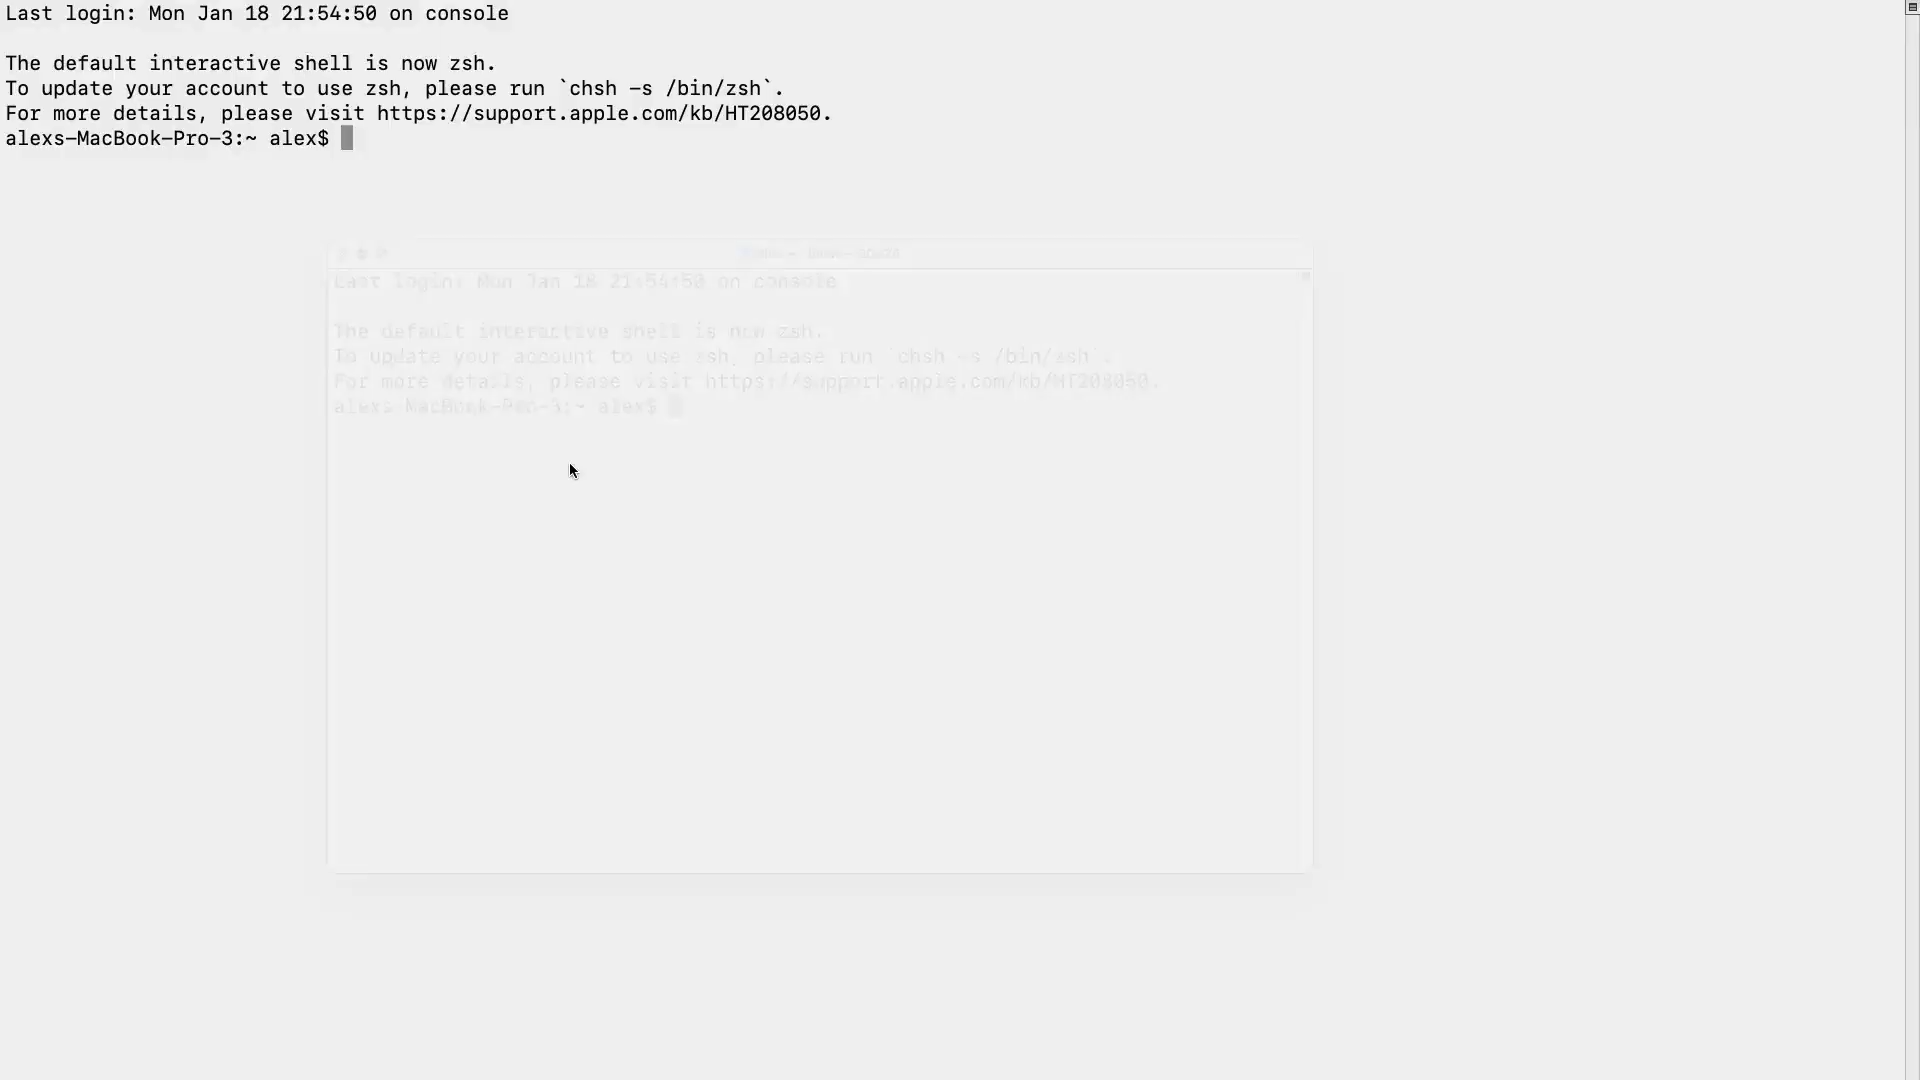 Last login: Mon Jan 18 21:54:50 on console
The default interactive shell is now zsh.
To update your account to use zsh, please run `chsh -s /bin/zsh`.
For more details, please visit https://support.apple.com/kb/HT208050.
alexs-MacBook-Pro-3:~ alex$
Last login: Mon Jan 18 21:54:50 on console
The default interactive shell is now zsh.
To update your account to use zsh, please run `chsh -s /bin/zsh`.
For more details, please visit https://support.apple.com/kb/HT208050.
alexs-MacBook-Pro-3:~ alex$